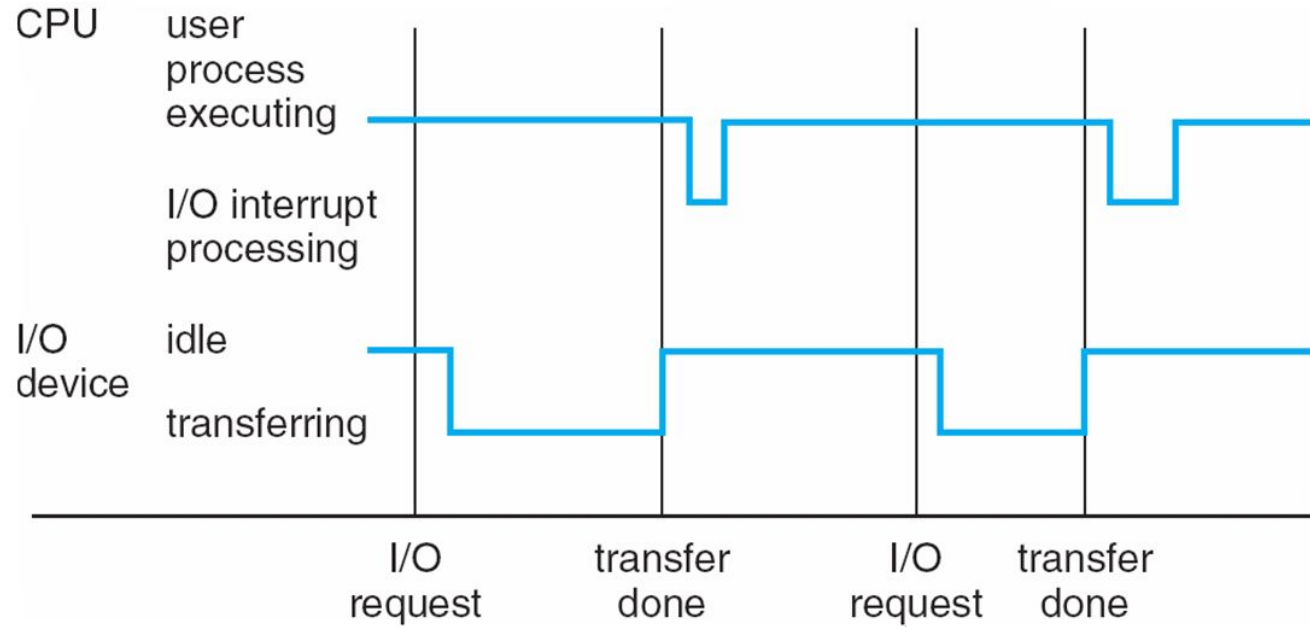 CPU
user
process
executing
I/O interrupt
processing
I/O
device
idle
transferring
I/O
request
transfer
done
I/O
request
transfer
done